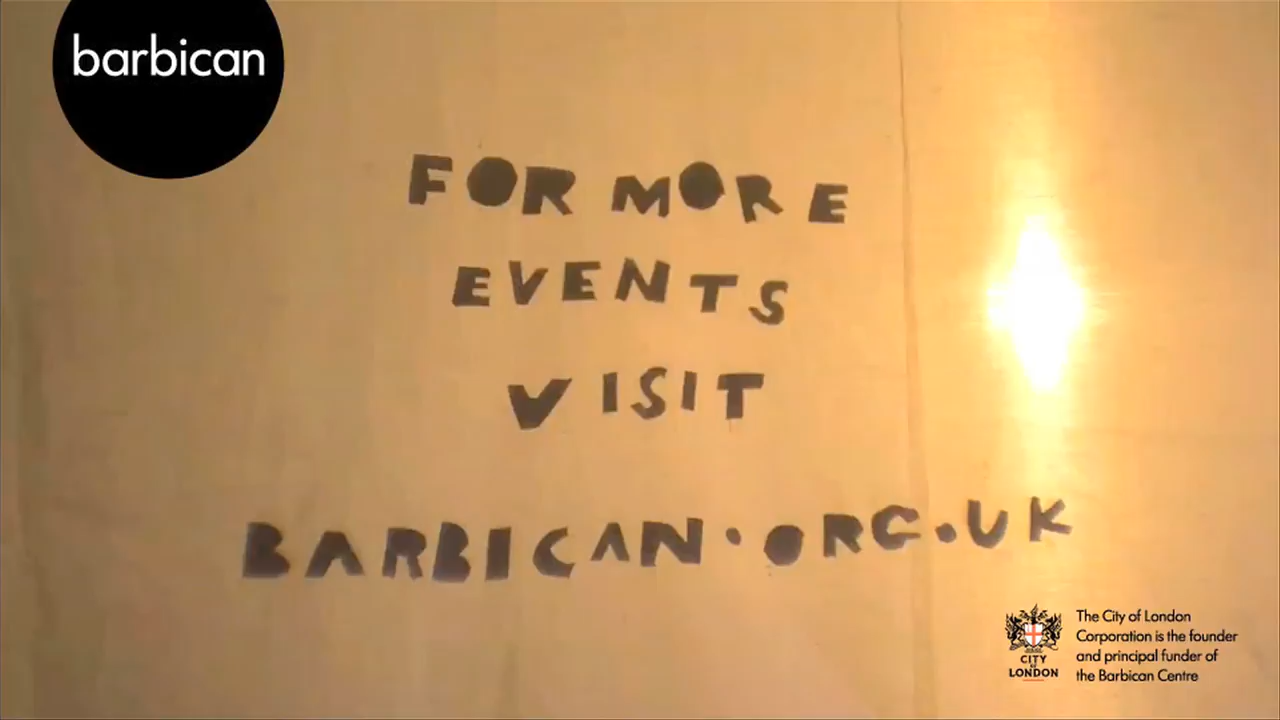 barbican
FOR MORE
EVENTS
VISIT
BARBICAN.ORG.UK
CITY
OF
LONDON
The City of London
Corporation is the founder
and principal funder of
the Barbican Centre